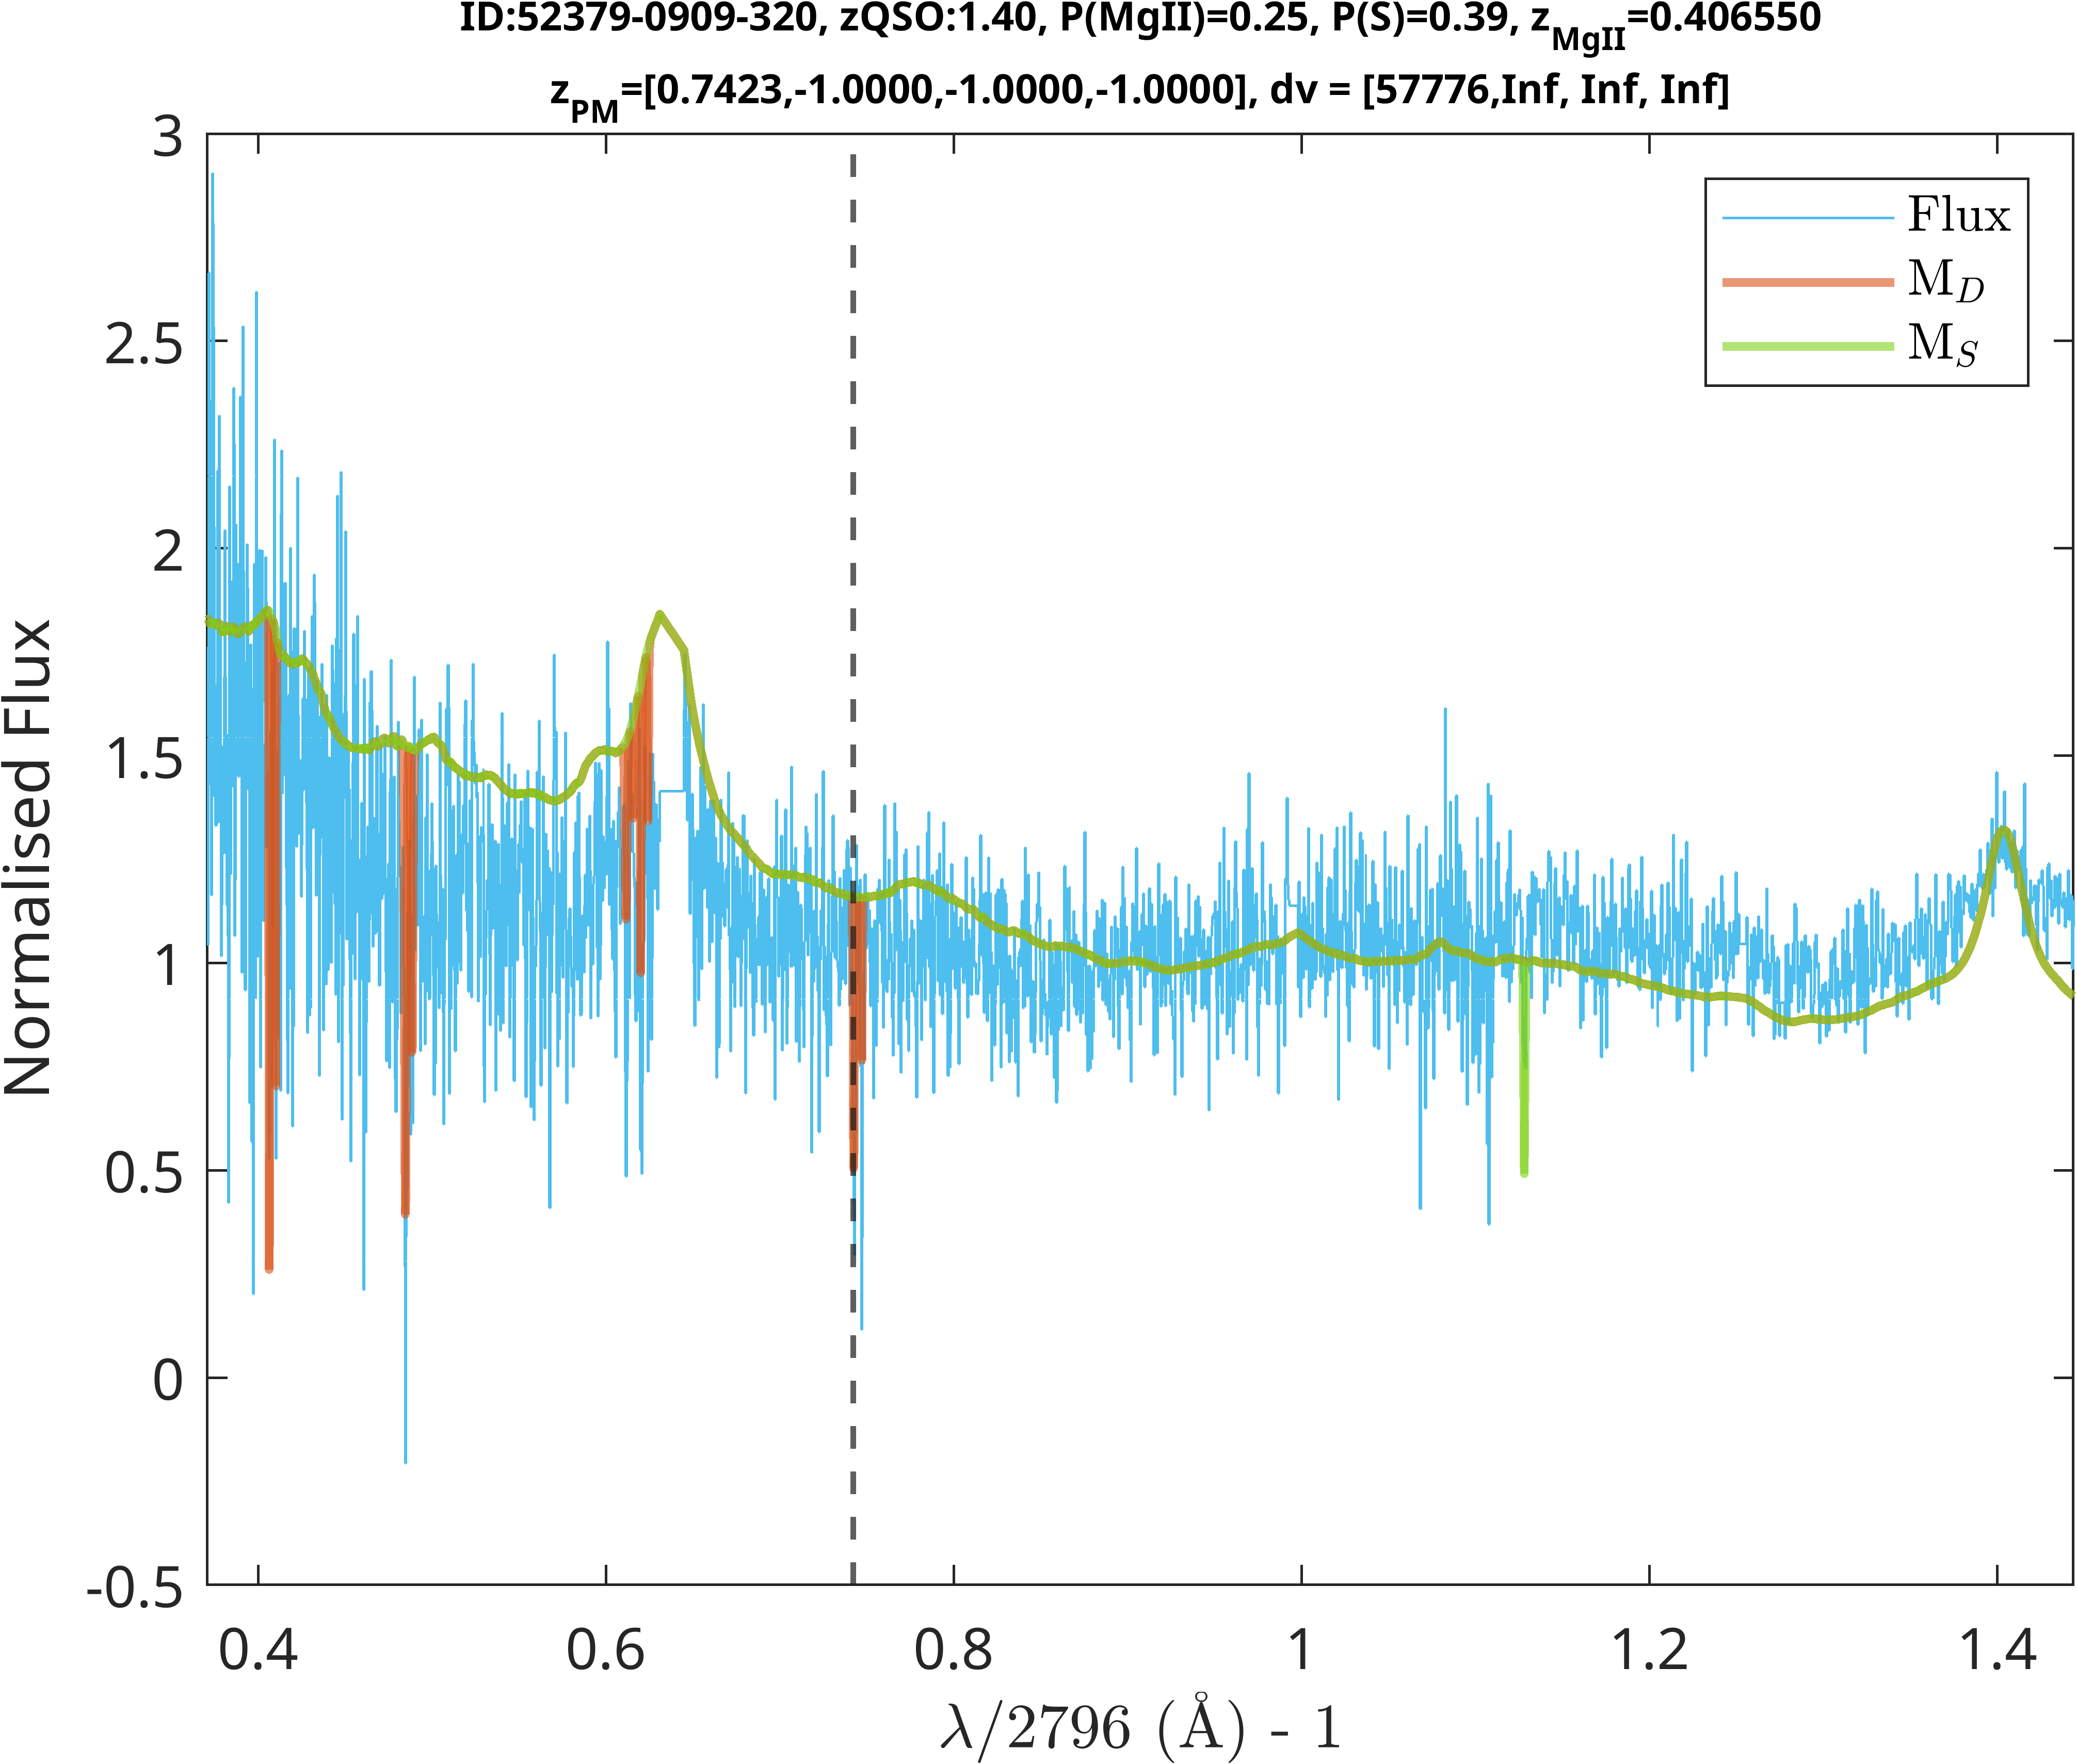 ID:52379-0909-320, zQSO:1.40, P(MgII)=0.25, P(S)=0.39, zMgII=0.406550
zPM=[0.7423,-1.0000,-1.0000,-1.0000], dv = [57776,Inf, Inf, Inf]
3
2.5
2
1.5
1
0.5
0
-0.5
Normalised Flux
Flux
MD
MS
0.4 0.6 0.8 1 1.2 1.4
λ/2796 (Å) - 1